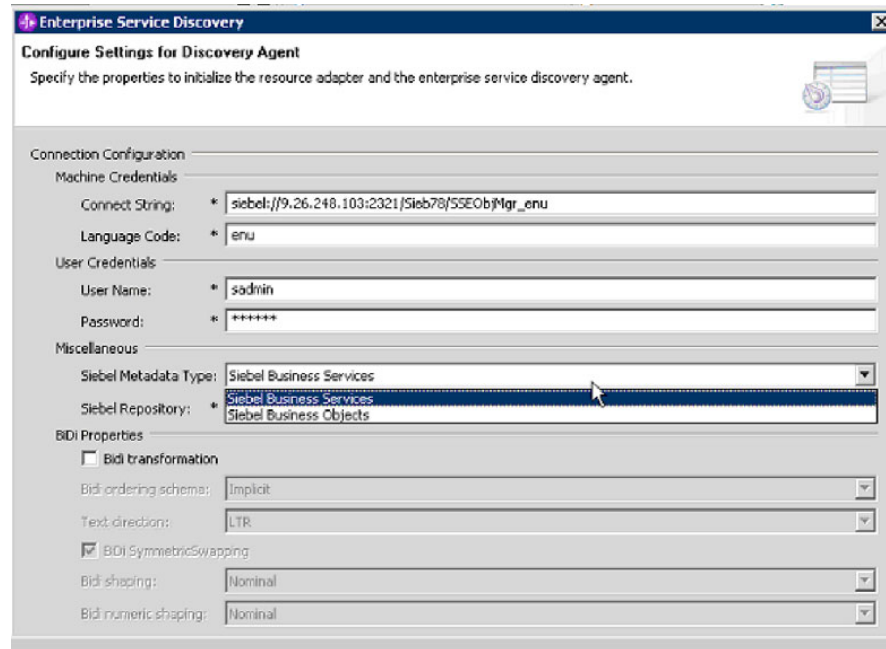 Enterprise Service Discovery
Configure Settings for Discovery Agent
Specify the properties to initialize the resource adapter and the enterprise service discovery agent.
Connection Configuration
Machine Credentials
Connect String: * siebel://9.26.248.103:2321/Sieb78/SSEObjMgr_enu
Language Code: * enu
User Credentials
User Name: * sadmin
Password: * ******
Miscellaneous
Siebel Metadata Type: Siebel Business Services
Siebel Business Services
Siebel Repository: *
Siebel Business Objects
BiDi Properties
Bidi transformation
Bidi ordering schema: Implicit
Text direction: LTR
BiDi SymmetricSwapping
Bidi shaping: Nominal
Bidi numeric shaping: Nominal